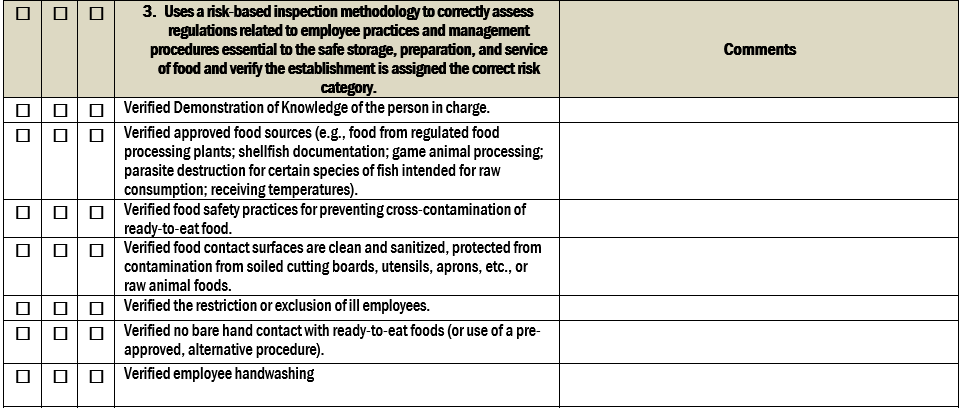 3. Uses a risk-based inspection methodology to correctly assess
regulations related to employee practices and management
procedures essential to the safe storage, preparation, and service
of food and verify the establishment is assigned the correct risk
category.
Comments
Verified Demonstration of Knowledge of the person in charge.
Verified approved food sources (e.g., food from regulated food
processing plants; shellfish documentation; game animal processing;
parasite destruction for certain species of fish intended for raw
consumption; receiving temperatures).
Verified food safety practices for preventing cross-contamination of
ready-to-eat food.
Verified food contact surfaces are clean and sanitized, protected from
contamination from soiled cutting boards, utensils, aprons, etc., or
raw animal foods.
Verified the restriction or exclusion of ill employees.
Verified no bare hand contact with ready-to-eat foods (or use of a pre-
approved, alternative procedure).
Verified employee handwashing